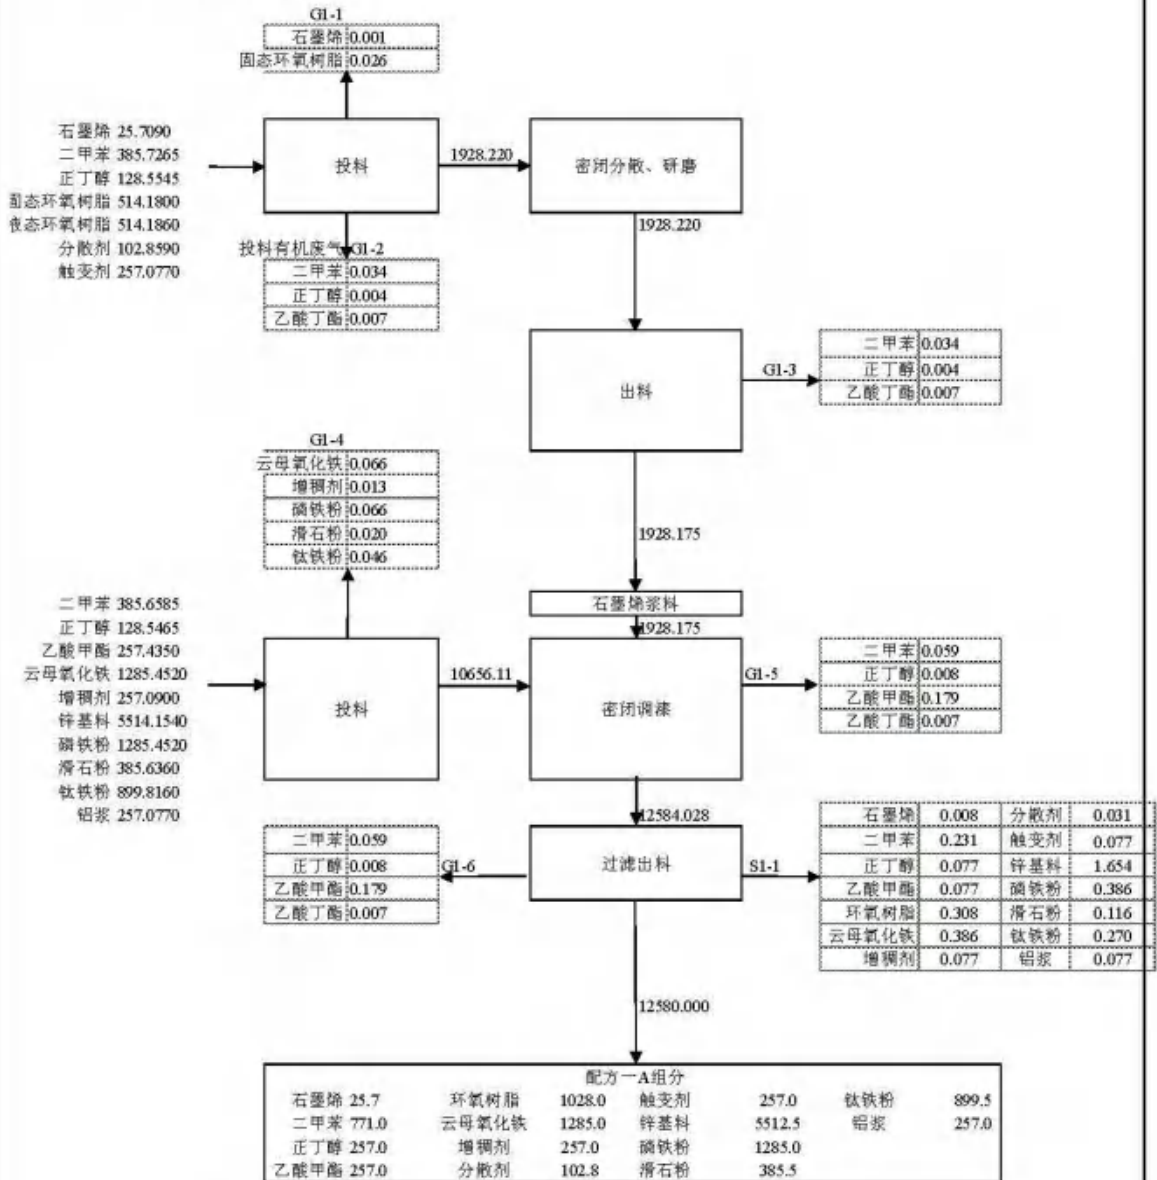 G1-1
石墨烯 0.001
固态环氧树脂 0.026
石墨烯 25.7090
二甲苯 385.7265
正丁醇 128.5545
固态环氧树脂 514.1800
液态环氧树脂 514.1860
分散剂 102.8590
触变剂 257.0770
投料
1928.220
密闭分散、研磨
1928.220
投料有机废气 G1-2
二甲苯 0.034
正丁醇 0.004
乙酸丁酯 0.007
出料
G1-3
二甲苯 0.034
正丁醇 0.004
乙酸丁酯 0.007
1928.175
石墨烯浆料
1928.175
G1-4
云母氧化铁 0.066
增稠剂 0.013
磷铁粉 0.066
滑石粉 0.020
钛铁粉 0.046
二甲苯 385.6585
正丁醇 128.5465
乙酸甲酯 257.4350
云母氧化铁 1285.4520
增稠剂 257.0900
锌基料 5514.1540
磷铁粉 1285.4520
滑石粉 385.6360
钛铁粉 899.8160
铝浆 257.0770
投料
10656.11
密闭调漆
G1-5
二甲苯 0.059
正丁醇 0.008
乙酸甲酯 0.179
乙酸丁酯 0.007
12584.028
过滤出料
G1-6
二甲苯 0.059
正丁醇 0.008
乙酸甲酯 0.179
乙酸丁酯 0.007
S1-1
石墨烯 0.008 分散剂 0.031
二甲苯 0.231 触变剂 0.077
正丁醇 0.077 锌基料 1.654
乙酸甲酯 0.077 磷铁粉 0.386
环氧树脂 0.308 滑石粉 0.116
云母氧化铁 0.386 钛铁粉 0.270
增稠剂 0.077 铝浆 0.077
12580.000
配方一A组分
石墨烯 25.7 环氧树脂 1028.0 触变剂 257.0 钛铁粉 899.5
二甲苯 771.0 云母氧化铁 1285.0 锌基料 5512.5 铝浆 257.0
正丁醇 257.0 增稠剂 257.0 磷铁粉 1285.0
乙酸甲酯 257.0 分散剂 102.8 滑石粉 385.5